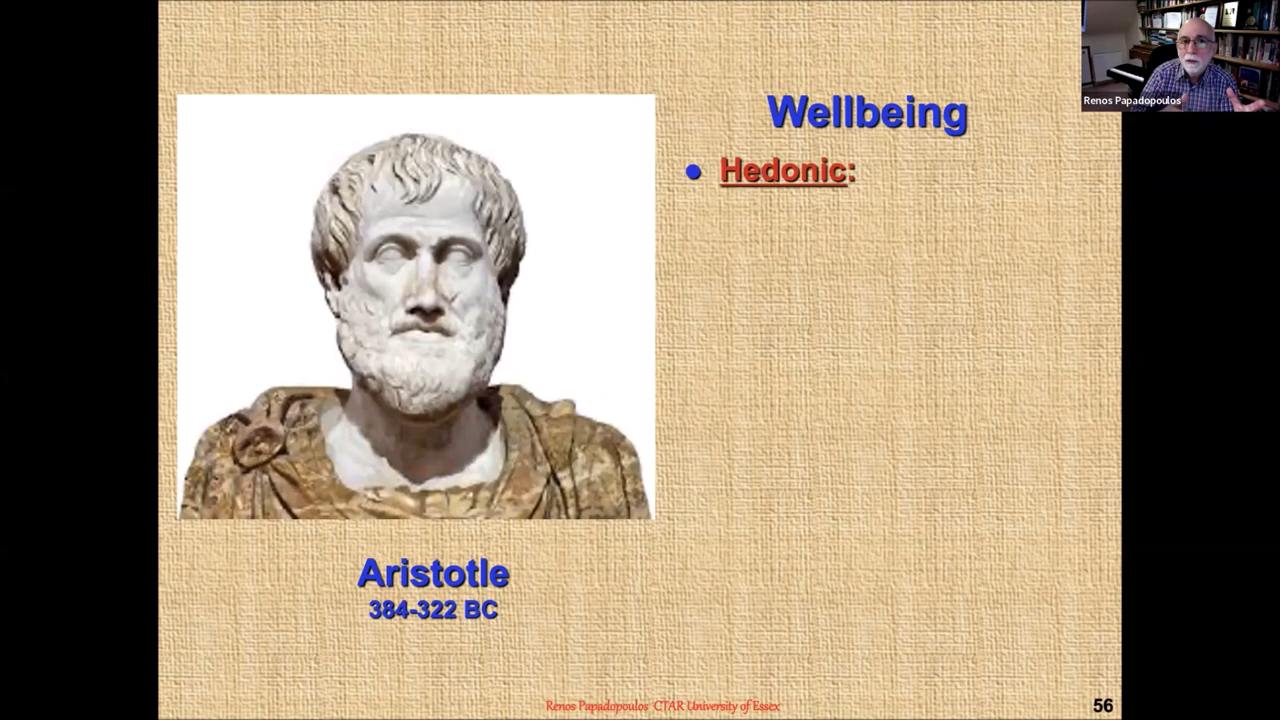 Renos Papadopoulos
Wellbeing
• Hedonic:
Aristotle
384-322 BC
Renos Papadopoulos CTAR University of Essex
56